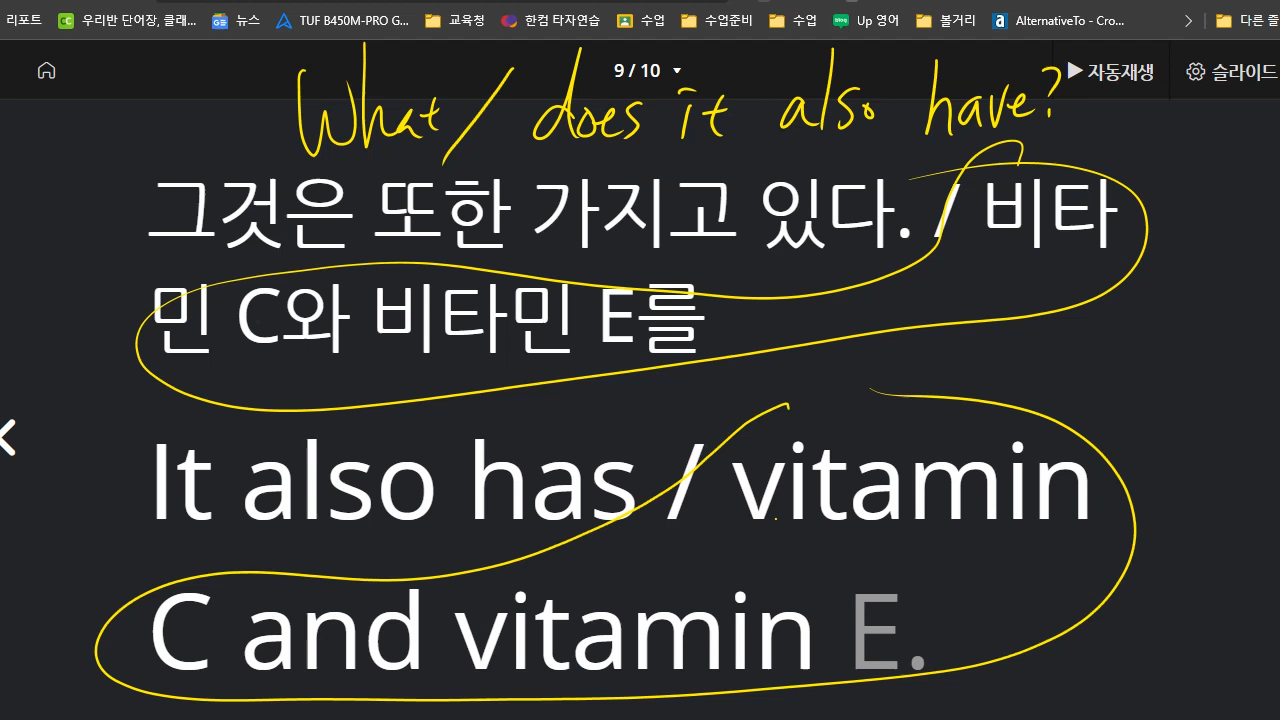 리포트 우리반 단어장, 클래... 뉴스 TUF B450M-PRO G... 교육청 한컴 타자연습 수업 수업준비 수업 Up 영어 볼거리 AlternativeTo - Cro... 다른 즐
9 / 10 자동재생 슬라이드
What / does it also have?
그것은 또한 가지고 있다. / 비타
민 C와 비타민 E를
It also has / vitamin
C and vitamin E.